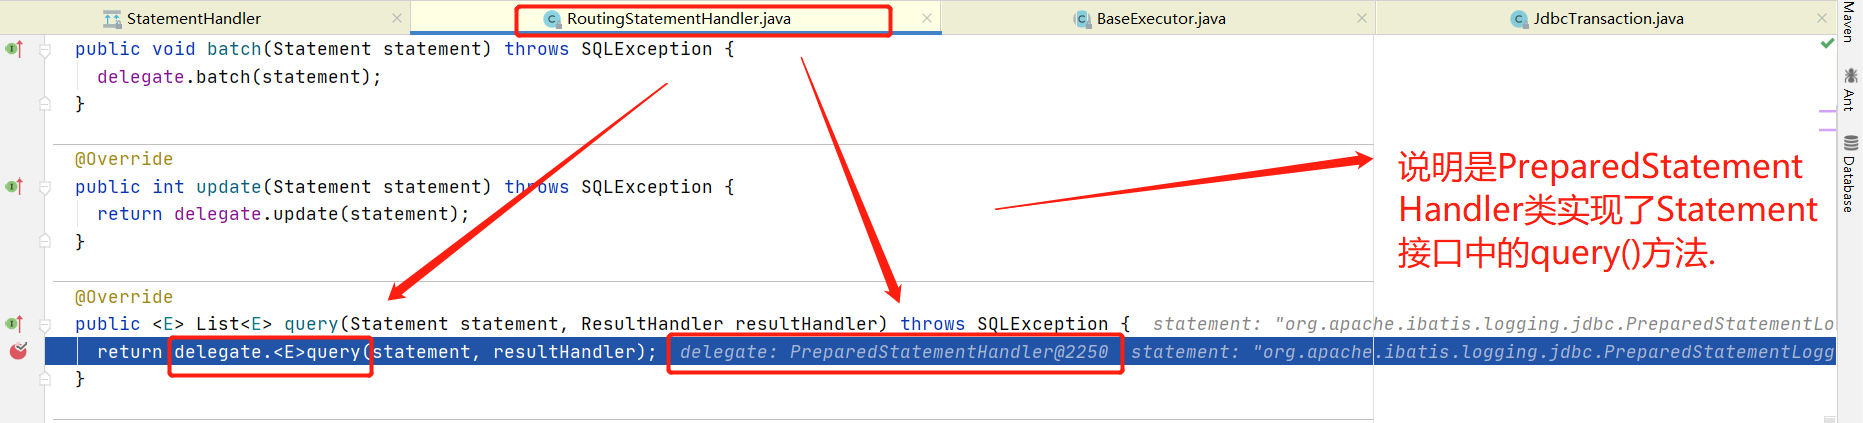 StatementHandler
RoutingStatementHandler.java
BaseExecutor.java
JdbcTransaction.java
public void batch(Statement statement) throws SQLException {
delegate.batch(statement);
}
@Override
public int update(Statement statement) throws SQLException {
return delegate.update(statement);
}
@Override
public <E> List<E> query(Statement statement, ResultHandler resultHandler) throws SQLException { statement: "org.apache.ibatis.logging.jdbc.PreparedStatementLo
return delegate.<E>query(statement, resultHandler); delegate: PreparedStatementHandler@2250 statement: "org.apache.ibatis.logging.jdbc.PreparedStatementLogg
}
说明是PreparedStatement
Handler类实现了Statement
接口中的query()方法.
Maven
Ant
Database